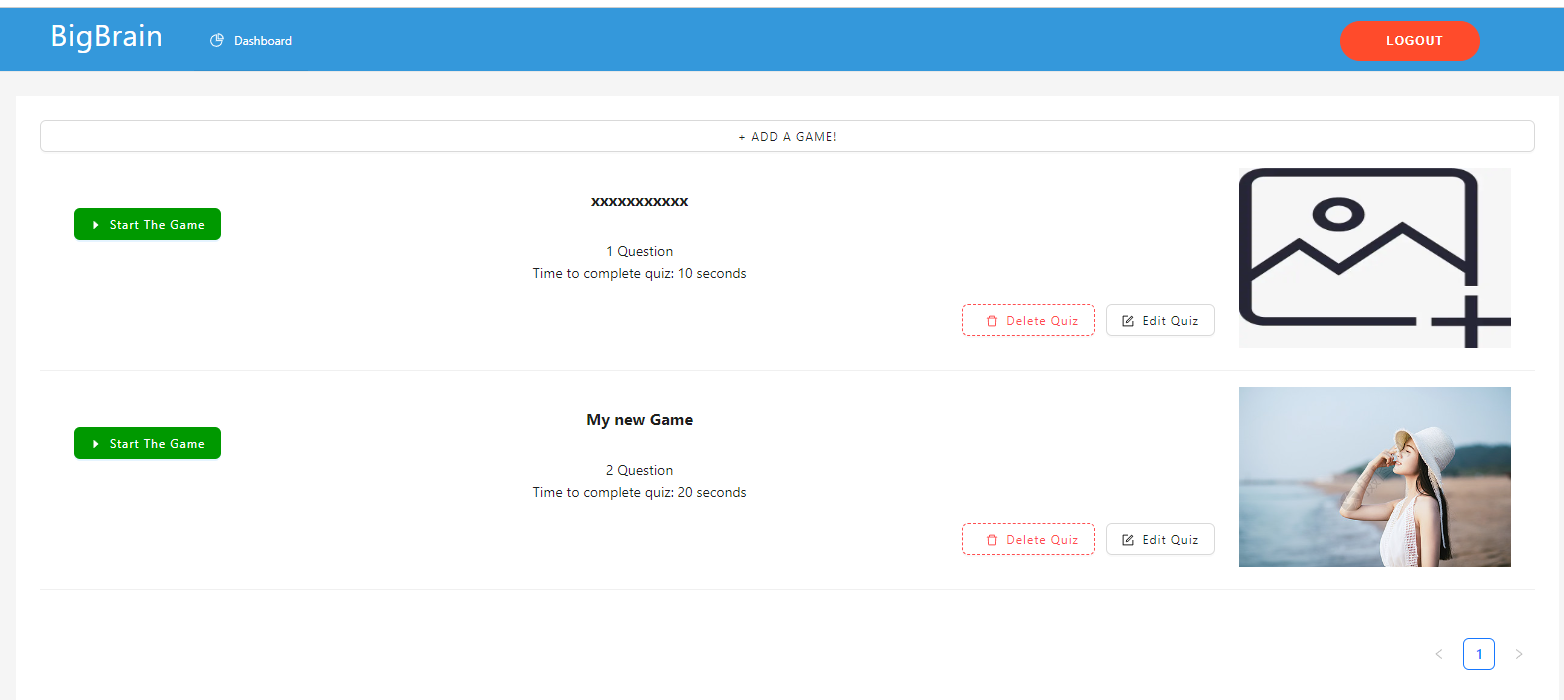 BigBrain
Dashboard
LOGOUT
+ ADD A GAME!
Start The Game
xxxxxxxxxxx
1 Question
Time to complete quiz: 10 seconds
Delete Quiz
Edit Quiz
Start The Game
My new Game
2 Question
Time to complete quiz: 20 seconds
Delete Quiz
Edit Quiz
< 1 >